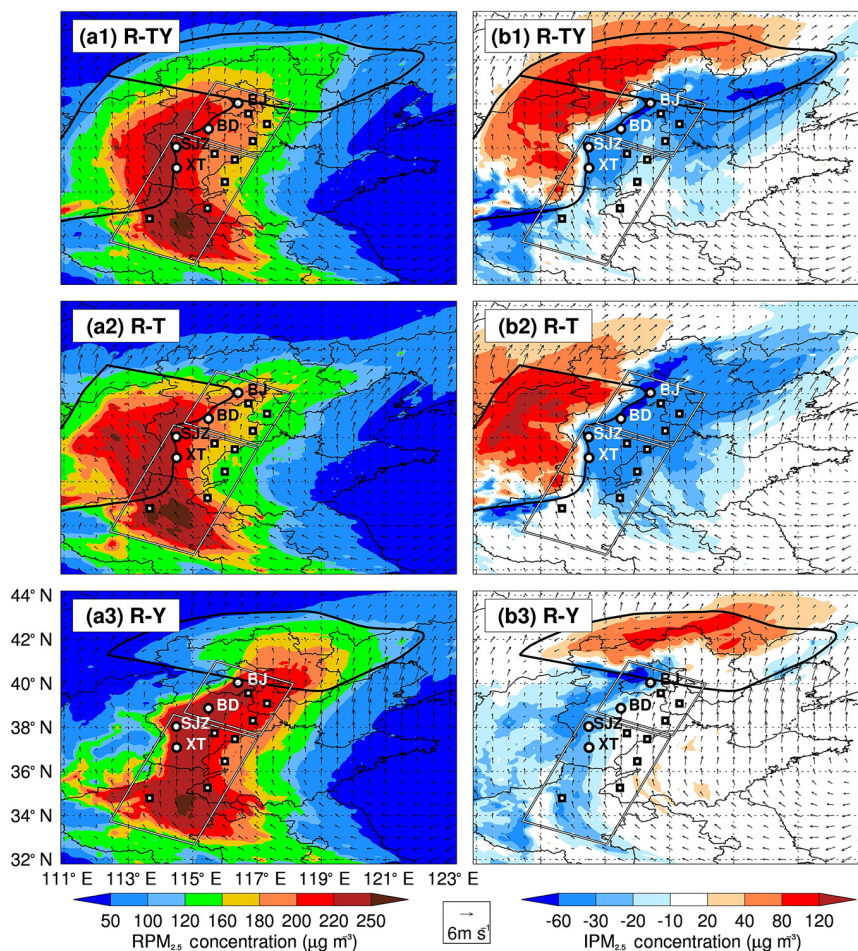 (a1) R-TY
BJ
BD
SJZ
XT
(b1) R-TY
BJ
BD
SJZ
XT
(a2) R-T
BJ
BD
SJZ
XT
(b2) R-T
BJ
BD
SJZ
XT
44° N
42° N
40° N
38° N
36° N
34° N
32° N
(a3) R-Y
BJ
BD
SJZ
XT
(b3) R-Y
BJ
BD
SJZ
XT
111° E 113° E 115° E 117° E 119° E 121° E 123° E
50 100 120 160 180 200 220 250
RPM2.5 concentration (μg m-3)
6m s-1
-60 -30 -20 -10 20 40 80 120
IPM2.5 concentration (μg m-3)